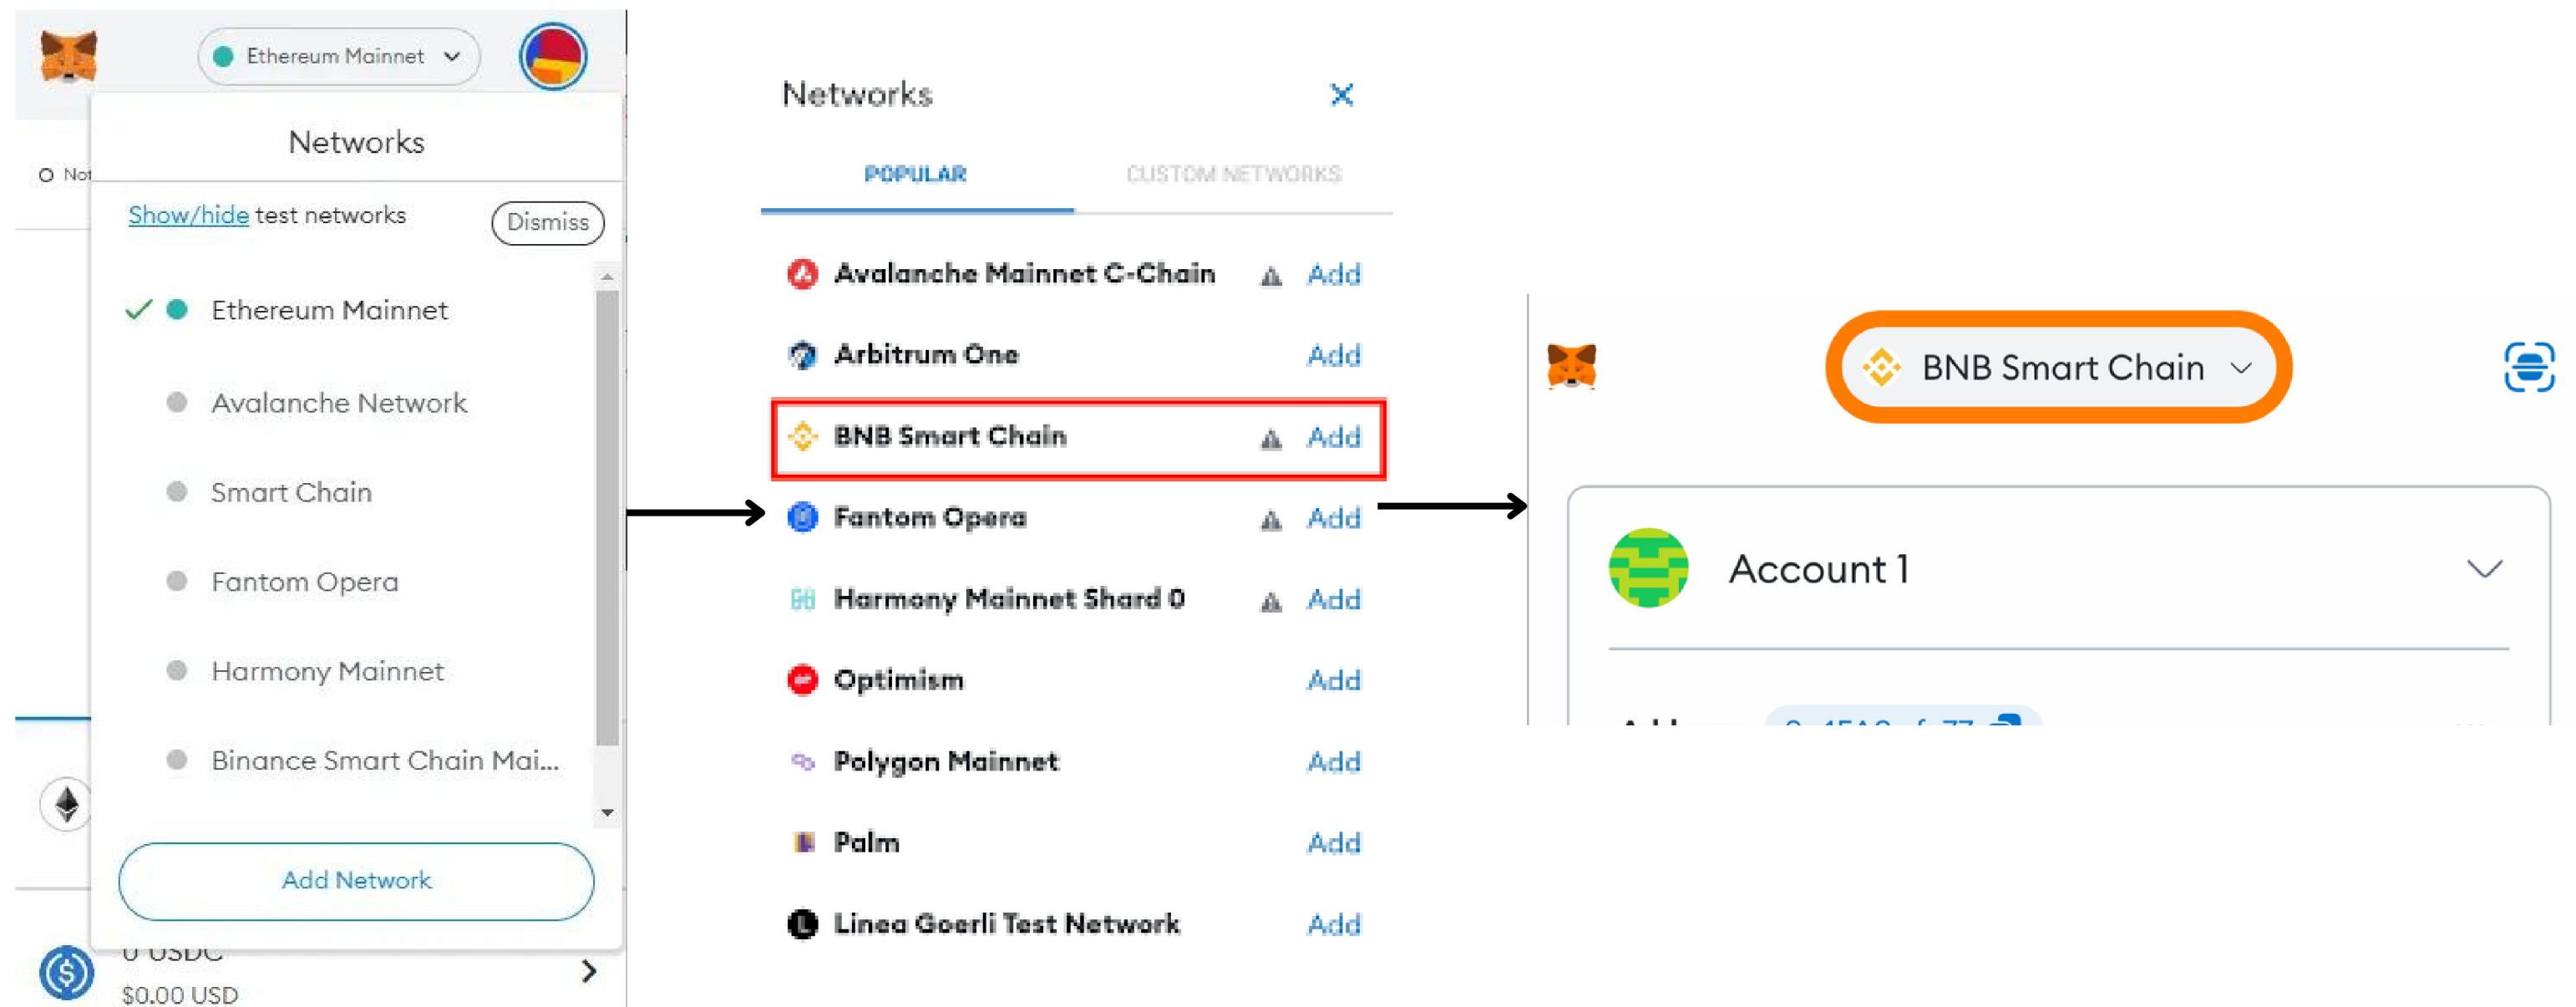 Ethereum Mainnet
Networks
Show/hide test networks
Dismiss
Ethereum Mainnet
Avalanche Network
Smart Chain
Fantom Opera
Harmony Mainnet
Binance Smart Chain Mai...
Add Network
0 USDC
$0.00 USD
Networks
POPULAR
CUSTOM NETWORKS
Avalanche Mainnet C-Chain Add
Arbitrum One Add
BNB Smart Chain Add
Fantom Opera Add
Harmony Mainnet Shard 0 Add
Optimism Add
Polygon Mainnet Add
Palm Add
Linea Goerli Test Network Add
BNB Smart Chain
Account 1